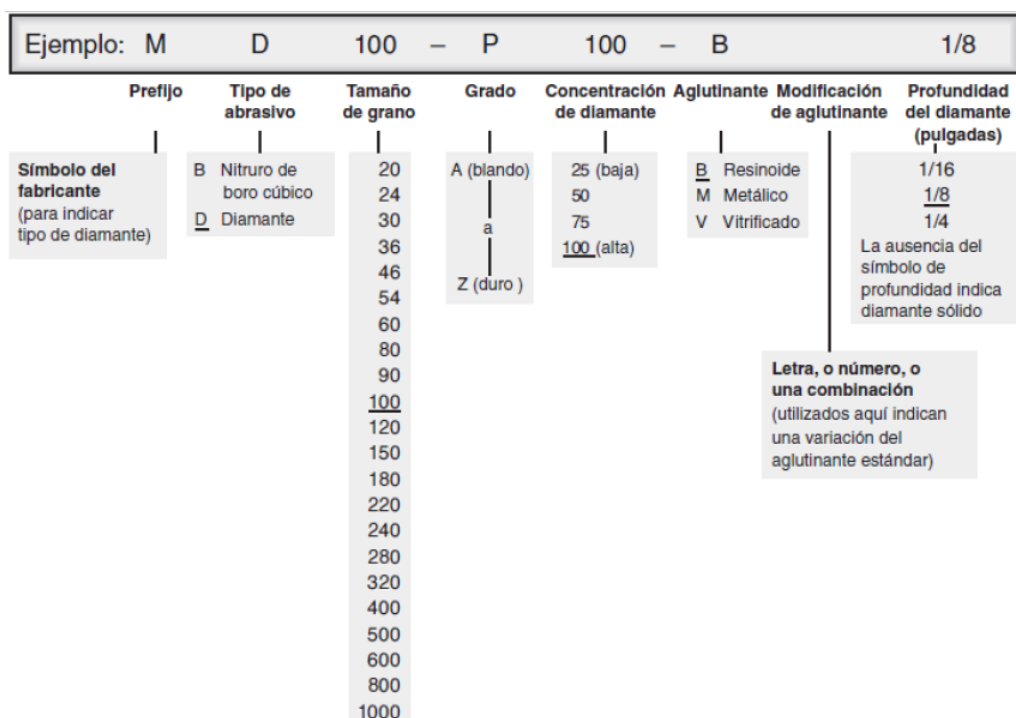 Ejemplo: M D 100 – P 100 – B 1/8
Prefijo
Tipo de
abrasivo
Tamaño
de grano
Grado
Concentración
de diamante
Aglutinante
Modificación
de aglutinante
Profundidad
del diamante
(pulgadas)
Símbolo del
fabricante
(para indicar
tipo de diamante)
B Nitruro de
boro cúbico
D Diamante
20
24
30
36
46
54
60
80
90
100
120
150
180
220
240
280
320
400
500
600
800
1000
A (blando)
a
Z (duro )
25 (baja)
50
75
100 (alta)
B Resinoide
M Metálico
V Vitrificado
Letra, o número, o
una combinación
(utilizados aquí indican
una variación del
aglutinante estándar)
1/16
1/8
1/4
La ausencia del
símbolo de
profundidad indica
diamante sólido